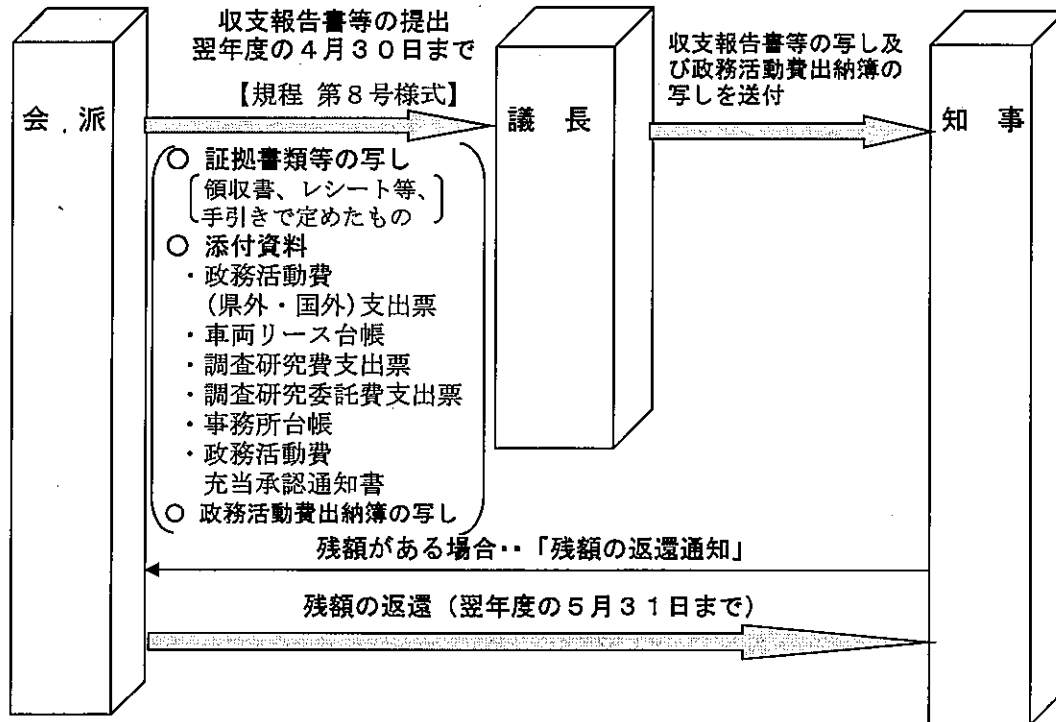 収支報告書等の提出
翌年度の4月30日まで
【規程 第8号様式】
会派
議長
収支報告書等の写し及
び政務活動費出納簿の
写しを送付
知事
○ 証拠書類等の写し
領収書、レシート等、
手引きで定めたもの
○ 添付資料
・政務活動費
(県外・国外)支出票
・車両リース台帳
・調査研究費支出票
・調査研究委託費支出票
・事務所台帳
・政務活動費
充当承認通知書
○ 政務活動費出納簿の写し
残額がある場合‥「残額の返還通知」
残額の返還(翌年度の5月31日まで)